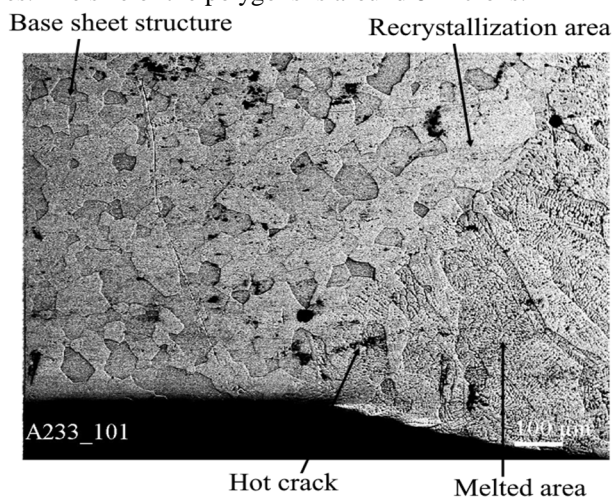 Base sheet structure
Recrystallization area
A233_101
100 µm
Hot crack
Melted area